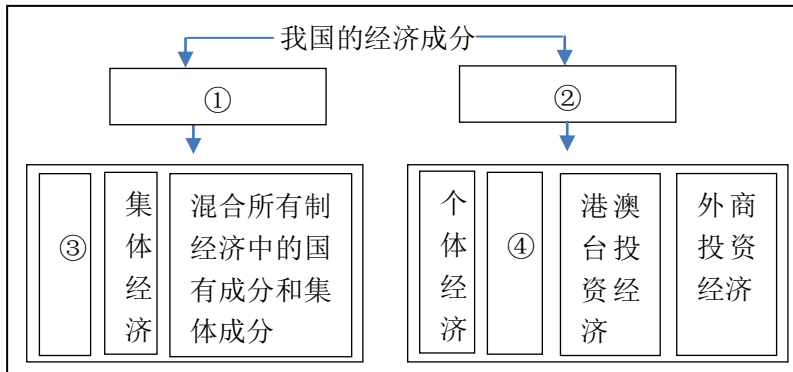 我国的经济成分
①
②
③
集体经济
混合所有制
经济中的国
有成分和集
体成分
个体经济
④
港澳
台投
资经
济
外商
投资
经济